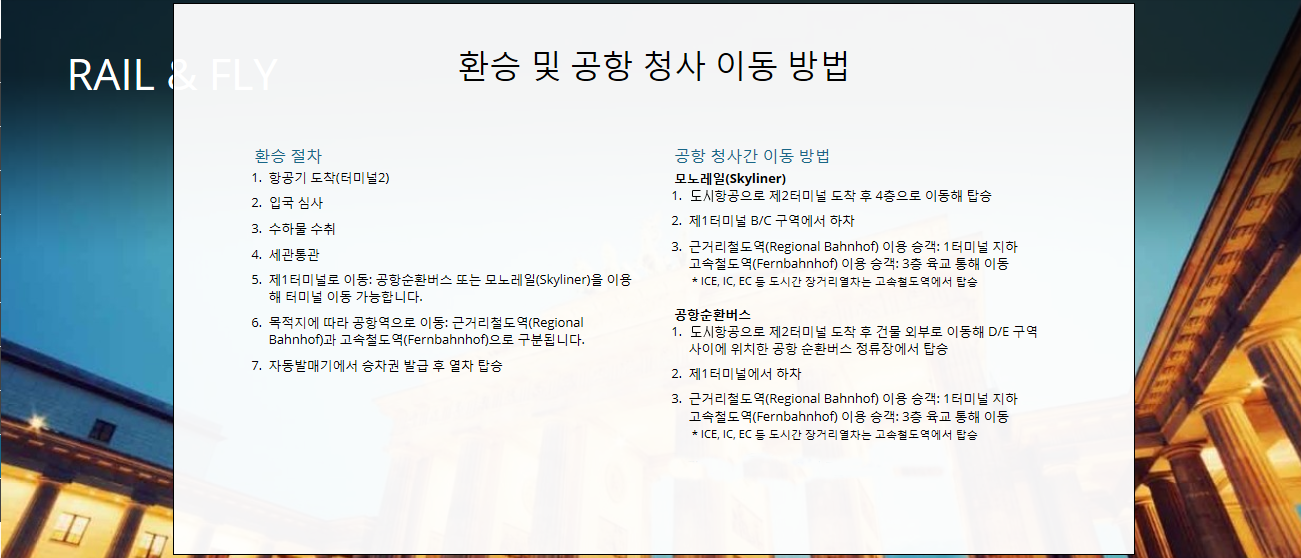 RAIL & FLY
환승 및 공항 청사 이동 방법
환승 절차
1. 항공기 도착(터미널2)
2. 입국 심사
3. 수하물 수취
4. 세관통관
5. 제1터미널로 이동: 공항순환버스 또는 모노레일(Skyliner)을 이용
해 터미널 이동 가능합니다.
6. 목적지에 따라 공항역으로 이동: 근거리철도역(Regional
Bahnhof)과 고속철도역(Fernbahnhof)으로 구분됩니다.
7. 자동발매기에서 승차권 발급 후 열차 탑승
공항 청사간 이동 방법
모노레일(Skyliner)
1. 도시항공으로 제2터미널 도착 후 4층으로 이동해 탑승
2. 제1터미널 B/C 구역에서 하차
3. 근거리철도역(Regional Bahnhof) 이용 승객: 1터미널 지하
고속철도역(Fernbahnhof) 이용 승객: 3층 육교 통해 이동
* ICE, IC, EC 등 도시간 장거리열차는 고속철도역에서 탑승
공항순환버스
1. 도시항공으로 제2터미널 도착 후 건물 외부로 이동해 D/E 구역
사이에 위치한 공항 순환버스 정류장에서 탑승
2. 제1터미널에서 하차
3. 근거리철도역(Regional Bahnhof) 이용 승객: 1터미널 지하
고속철도역(Fernbahnhof) 이용 승객: 3층 육교 통해 이동
* ICE, IC, EC 등 도시간 장거리열차는 고속철도역에서 탑승